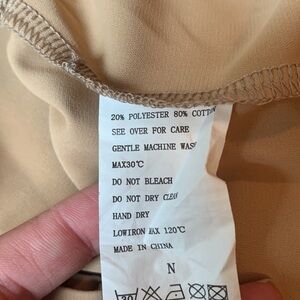 20% POLYESTER 80% COTTON
SEE OVER FOR CARE
GENTLE MACHINE WASH
MAX30℃
DO NOT BLEACH
DO NOT DRY CLEAN
HAND DRY
LOWIRON MAX 120℃
MADE IN CHINA
N
30